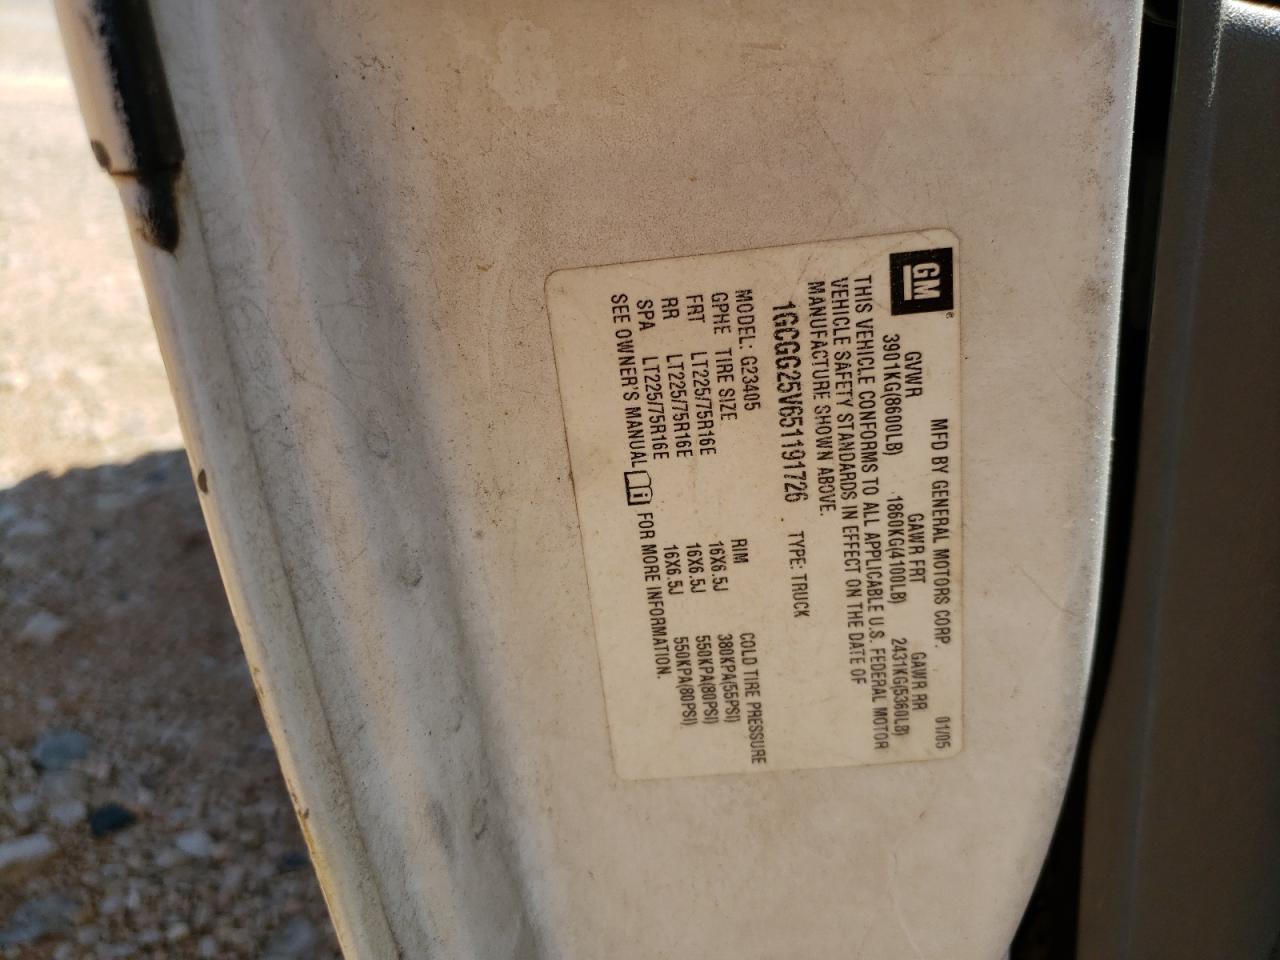 GM ®
MFD BY GENERAL MOTORS CORP. 01/05
GVWR GAWR FRT GAWR RR
3901KG(8600LB) 1860KG(4100LB) 2431KG(5360LB)
THIS VEHICLE CONFORMS TO ALL APPLICABLE U.S. FEDERAL MOTOR
VEHICLE SAFETY STANDARDS IN EFFECT ON THE DATE OF
MANUFACTURE SHOWN ABOVE.
1GCGG25V651191726 TYPE: TRUCK
MODEL: G23405
GPHE TIRE SIZE RIM COLD TIRE PRESSURE
FRT LT225/75R16E 16X6.5J 380KPA(55PSI)
RR LT225/75R16E 16X6.5J 550KPA(80PSI)
SPA LT225/75R16E 16X6.5J 550KPA(80PSI)
SEE OWNER'S MANUAL FOR MORE INFORMATION.